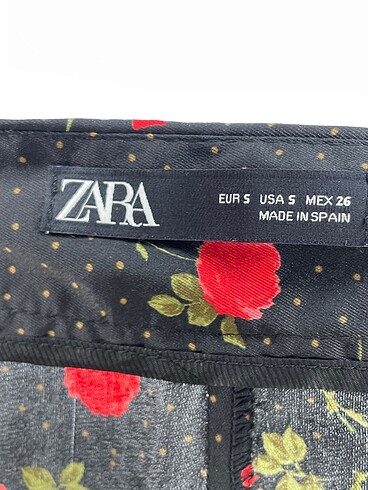 ZARA
EUR S USA S MEX 26
MADE IN SPAIN